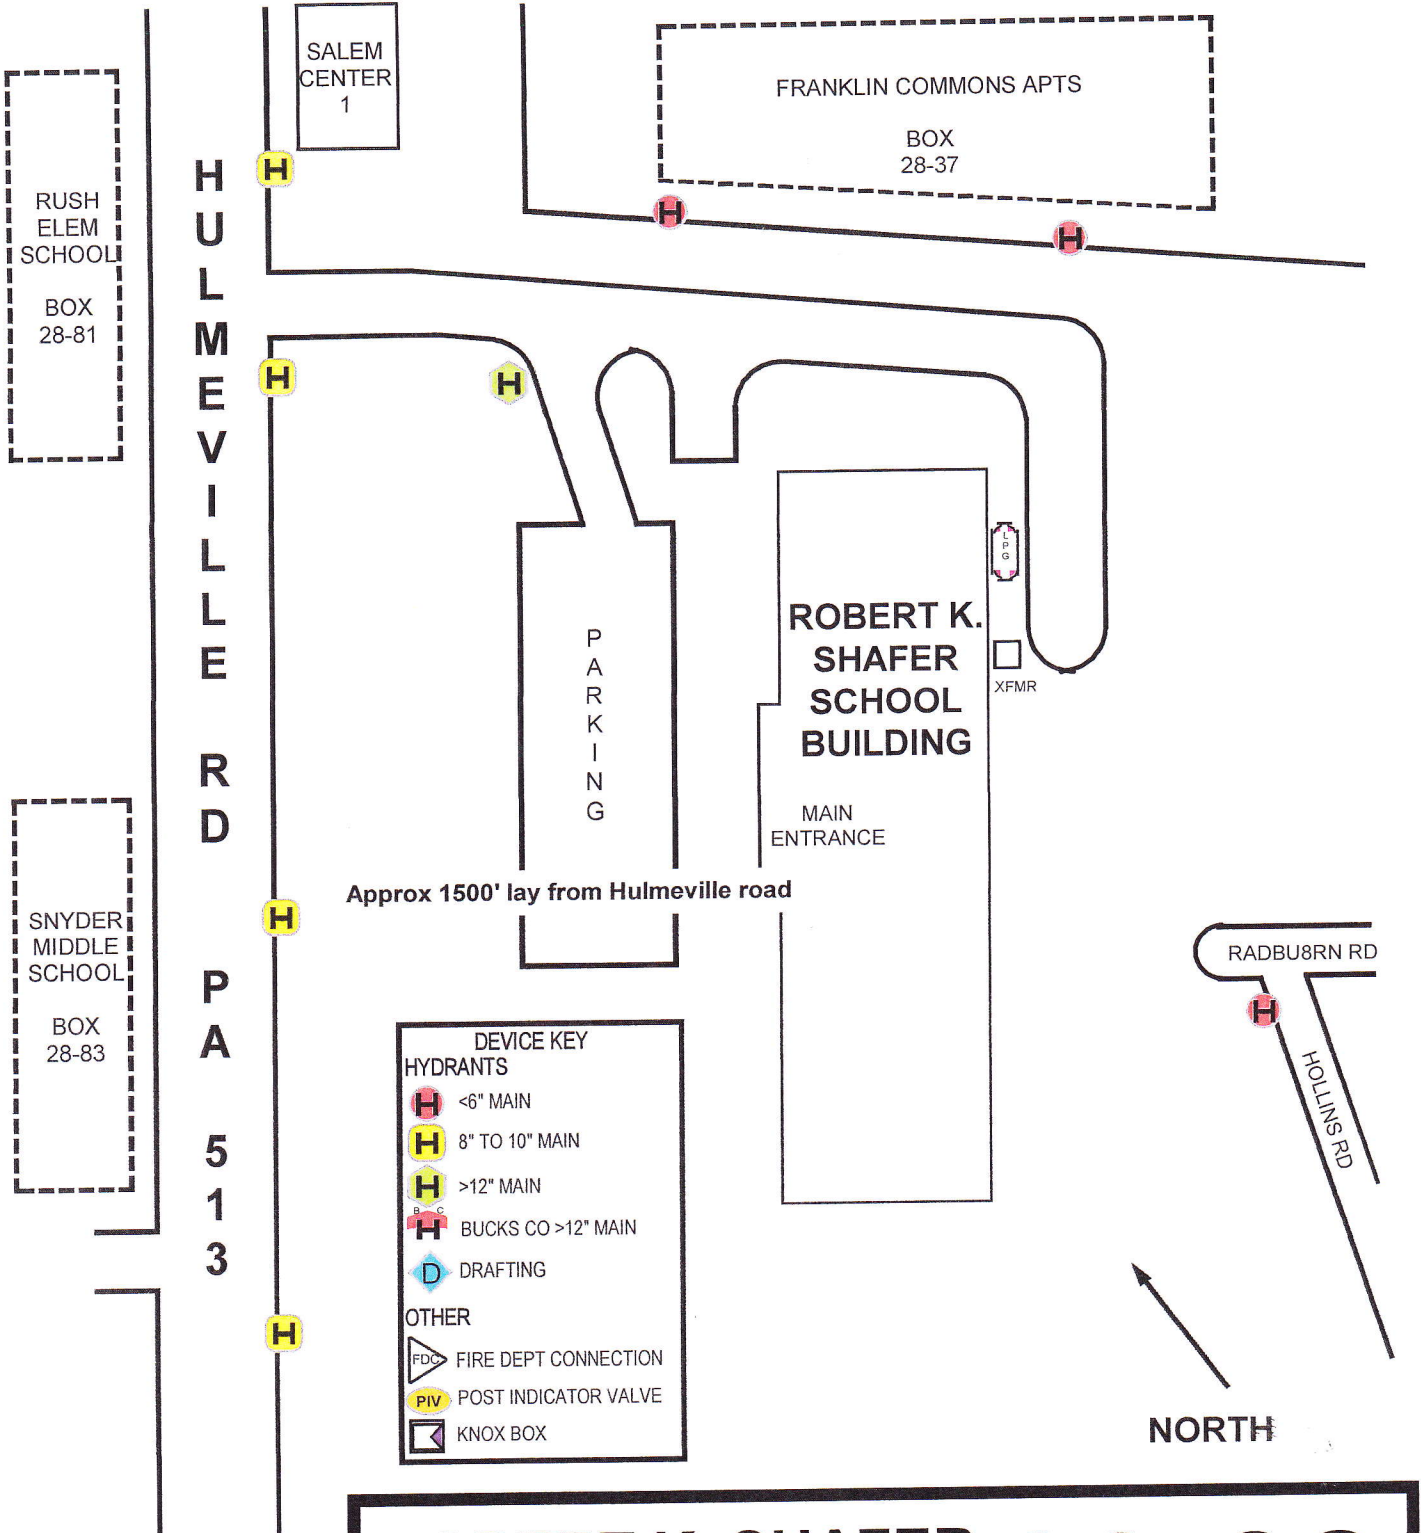 SALEM
CENTER
1
FRANKLIN COMMONS APTS
BOX
28-37
H
H
H
RUSH
ELEM
SCHOOL
BOX
28-81
HULMEVILLE RD PA 513
H
H
LPG
ROBERT K.
SHAFER
SCHOOL
BUILDING
XFMR
PARKING
MAIN
ENTRANCE
Approx 1500' lay from Hulmeville road
H
SNYDER
MIDDLE
SCHOOL
BOX
28-83
RADBU8RN RD
H
HOLLINS RD
DEVICE KEY
HYDRANTS
H <6" MAIN
H 8" TO 10" MAIN
H >12" MAIN
B C
H BUCKS CO >12" MAIN
D DRAFTING
OTHER
FDC FIRE DEPT CONNECTION
PIV POST INDICATOR VALVE
KNOX BOX
H
NORTH